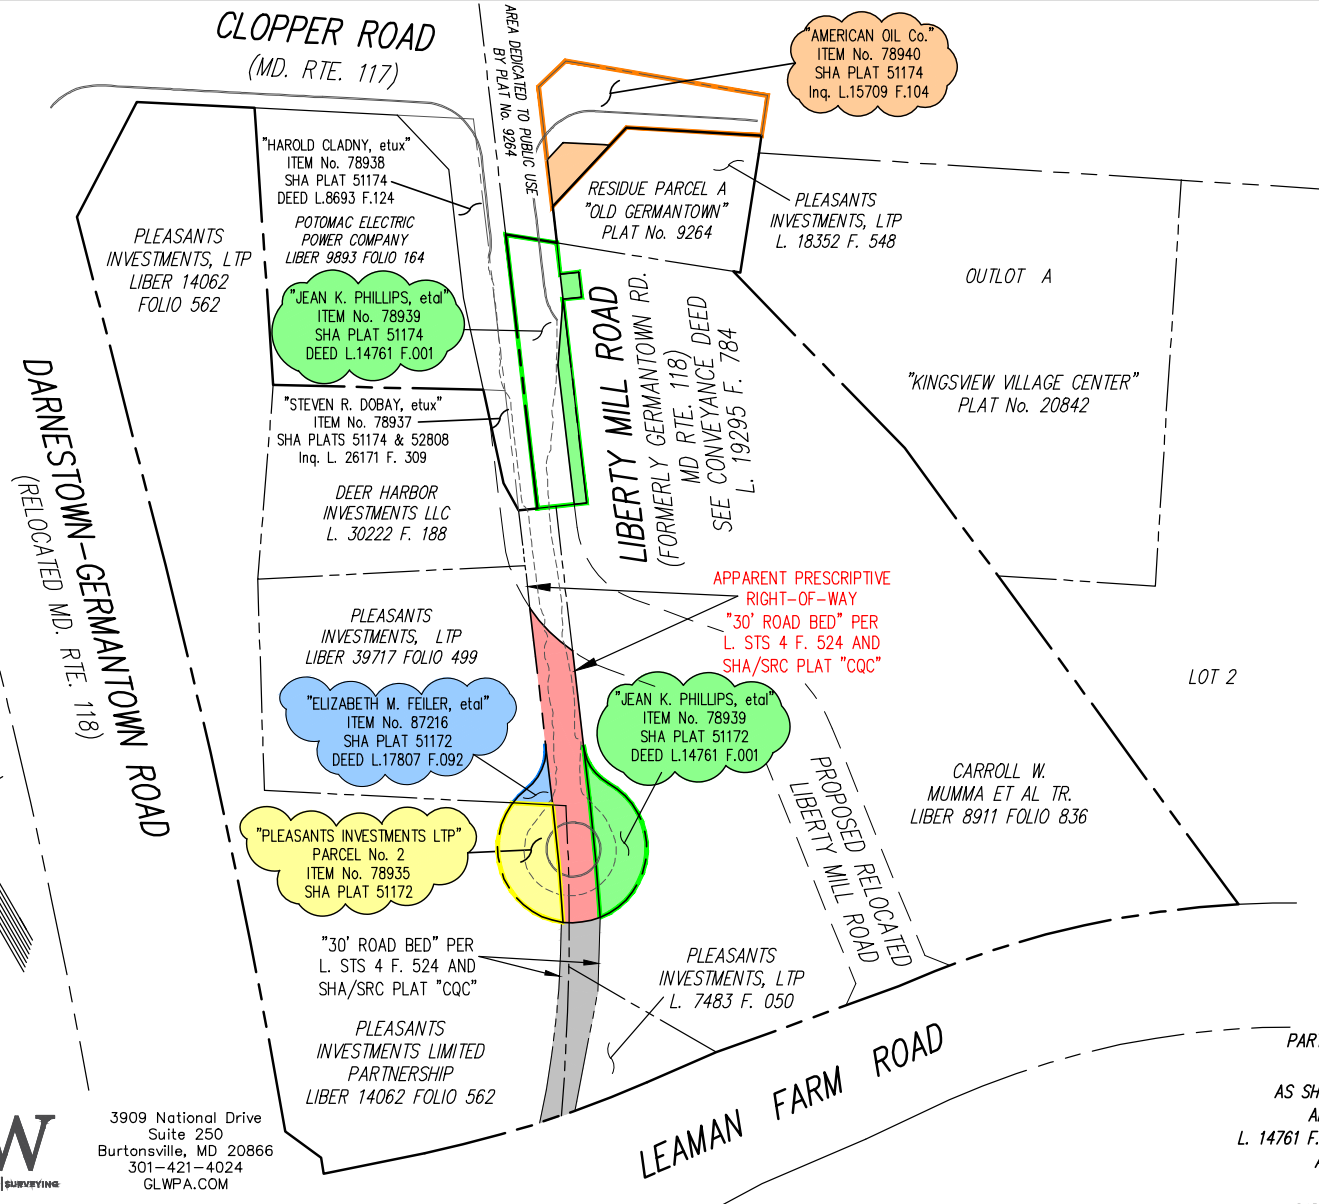 CLOPPER ROAD
(MD. RTE. 117)
AREA DEDICATED TO PUBLIC USE
BY PLAT No. 9264
"AMERICAN OIL Co."
ITEM No. 78940
SHA PLAT 51174
Inq. L.15709 F.104
"HAROLD CLADNY, etux"
ITEM No. 78938
SHA PLAT 51174
DEED L.8693 F.124
POTOMAC ELECTRIC
POWER COMPANY
LIBER 9893 FOLIO 164
PLEASANTS
INVESTMENTS, LTP
LIBER 14062
FOLIO 562
RESIDUE PARCEL A
"OLD GERMANTOWN"
PLAT No. 9264
PLEASANTS
INVESTMENTS, LTP
L. 18352 F. 548
OUTLOT A
"KINGSVIEW VILLAGE CENTER"
PLAT No. 20842
"JEAN K. PHILLIPS, etal"
ITEM No. 78939
SHA PLAT 51174
DEED L.14761 F.001
LIBERTY MILL ROAD
(FORMERLY GERMANTOWN RD.
MD RTE. 118)
SEE CONVEYANCE DEED
L. 19295 F. 784
"STEVEN R. DOBAY, etux"
ITEM No. 78937
SHA PLATS 51174 & 52808
Inq. L. 26171 F. 309
DEER HARBOR
INVESTMENTS LLC
L. 30222 F. 188
DARNESTOWN-GERMANTOWN ROAD
(RELOCATED MD. RTE. 118)
APPARENT PRESCRIPTIVE
RIGHT-OF-WAY
"30' ROAD BED" PER
L. STS 4 F. 524 AND
SHA/SRC PLAT "CQC"
PLEASANTS
INVESTMENTS, LTP
LIBER 39717 FOLIO 499
LOT 2
"ELIZABETH M. FEILER, etal"
ITEM No. 87216
SHA PLAT 51172
DEED L.17807 F.092
"JEAN K. PHILLIPS, etal"
ITEM No. 78939
SHA PLAT 51172
DEED L.14761 F.001
PROPOSED RELOCATED
LIBERTY MILL ROAD
CARROLL W.
MUMMA ET AL TR.
LIBER 8911 FOLIO 836
"PLEASANTS INVESTMENTS LTP"
PARCEL No. 2
ITEM No. 78935
SHA PLAT 51172
"30' ROAD BED" PER
L. STS 4 F. 524 AND
SHA/SRC PLAT "CQC"
PLEASANTS
INVESTMENTS, LTP
L. 7483 F. 050
PLEASANTS
INVESTMENTS LIMITED
PARTNERSHIP
LIBER 14062 FOLIO 562
LEAMAN FARM ROAD
W
SURVEYING
3909 National Drive
Suite 250
Burtonsville, MD 20866
301-421-4024
GLWPA.COM
PAR
AS SH
L. 14761 F.